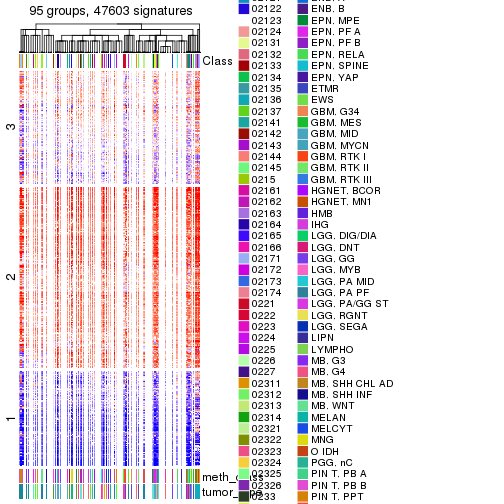 95 groups, 47603 signatures
Class
3
2
1
meth_class
tumor_
02122
02123
02124
02131
02132
02133
02134
02135
02136
02137
02141
02142
02143
02144
02145
0215
02161
02162
02163
02164
02165
02166
02171
02172
02173
02174
0221
0222
0223
0224
0225
0226
0227
02311
02312
02313
02314
02321
02322
02323
02324
02325
02326
0233
ENB. B
EPN. MPE
EPN. PF A
EPN. PF B
EPN. RELA
EPN. SPINE
EPN. YAP
ETMR
EWS
GBM. G34
GBM. MES
GBM. MID
GBM. MYCN
GBM. RTK I
GBM. RTK II
GBM. RTK III
HGNET. BCOR
HGNET. MN1
HMB
IHG
LGG. DIG/DIA
LGG. DNT
LGG. GG
LGG. MYB
LGG. PA MID
LGG. PA PF
LGG. PA/GG ST
LGG. RGNT
LGG. SEGA
LIPN
LYMPHO
MB. G3
MB. G4
MB. SHH CHL AD
MB. SHH INF
MB. WNT
MELAN
MELCYT
MNG
O IDH
PGG. nC
PIN T. PB A
PIN T. PB B
PIN T. PPT